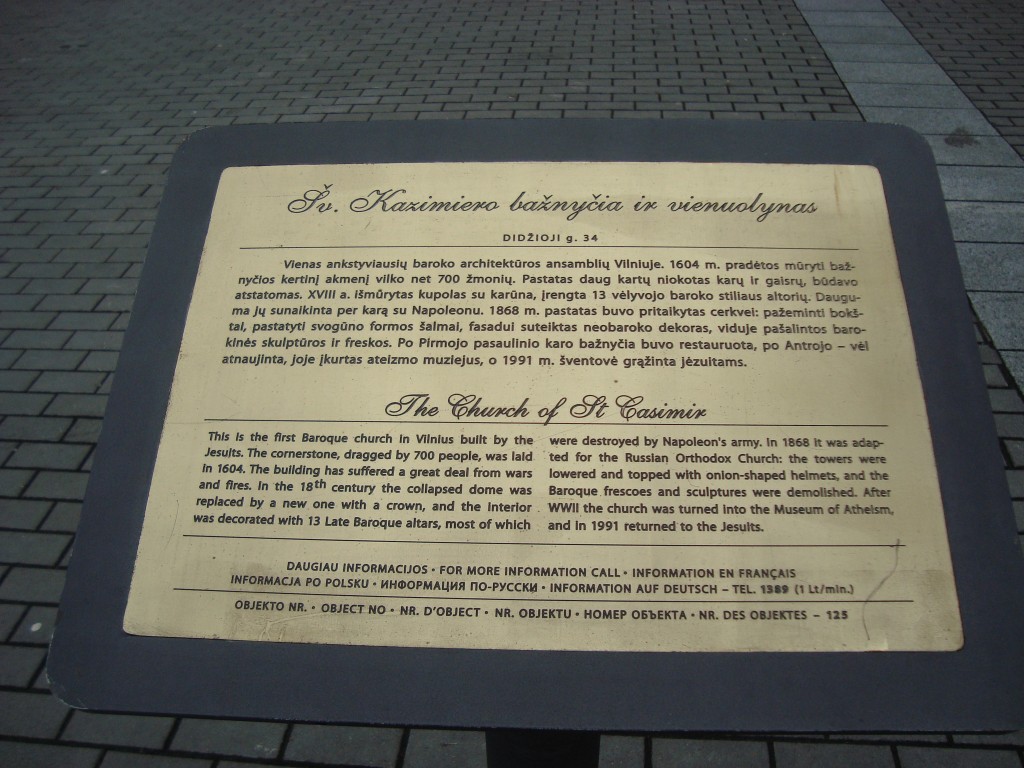 Šv. Kazimiero bažnyčia ir vienuolynas
DIDŽIOJI g. 34
Vienas ankstyviausių baroko architektūros ansamblių Vilniuje. 1604 m. pradėtos mūryti baž-
nyčios kertinį akmenį vilko net 700 žmonių. Pastatas daug kartų niokotas karų ir gaisrų, būdavo
atstatomas. XVIII a. išmūrytas kupolas su karūna, įrengta 13 vėlyvojo baroko stiliaus altorių. Daugu-
ma jų sunaikinta per karą su Napoleonu. 1868 m. pastatas buvo pritaikytas cerkvei: pažeminti bokš-
tai, pastatyti svogūno formos šalmai, fasadui suteiktas neobaroko dekoras, viduje pašalintos baro-
kinės skulptūros ir freskos. Po Pirmojo pasaulinio karo bažnyčia buvo restauruota, po Antrojo – vėl
atnaujinta, joje įkurtas ateizmo muziejus, o 1991 m. šventovė grąžinta jėzuitams.
The Church of St Casimir
This is the first Baroque church in Vilnius built by the
Jesuits. The cornerstone, dragged by 700 people, was laid
in 1604. The building has suffered a great deal from wars
and fires. In the 18th century the collapsed dome was
replaced by a new one with a crown, and the interior
was decorated with 13 Late Baroque altars, most of which
were destroyed by Napoleon's army. In 1868 it was adap-
ted for the Russian Orthodox Church: the towers were
lowered and topped with onion-shaped helmets, and the
Baroque frescoes and sculptures were demolished. After
WWII the church was turned into the Museum of Atheism,
and in 1991 returned to the Jesuits.
DAUGIAU INFORMACIJOS • FOR MORE INFORMATION CALL • INFORMATION EN FRANÇAIS
INFORMACJA PO POLSKU • ИНФОРМАЦИЯ ПО-РУССКИ • INFORMATION AUF DEUTSCH – TEL. 1389 (1 Lt/min.)
OBJEKTO NR. • OBJECT NO • NR. D'OBJECT • NR. OBJEKTU • НОМЕР ОБЪЕКТА • NR. DES OBJEKTES – 125